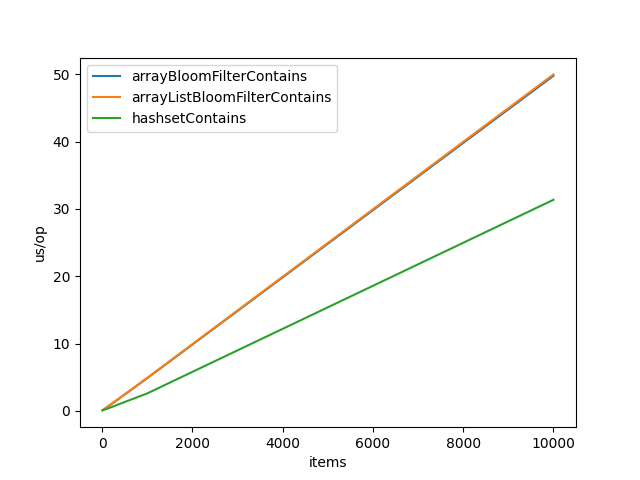 arrayBloomFilterContains
arrayListBloomFilterContains
hashsetContains
50
40
30
20
10
0
us/op
0 2000 4000 6000 8000 10000
items